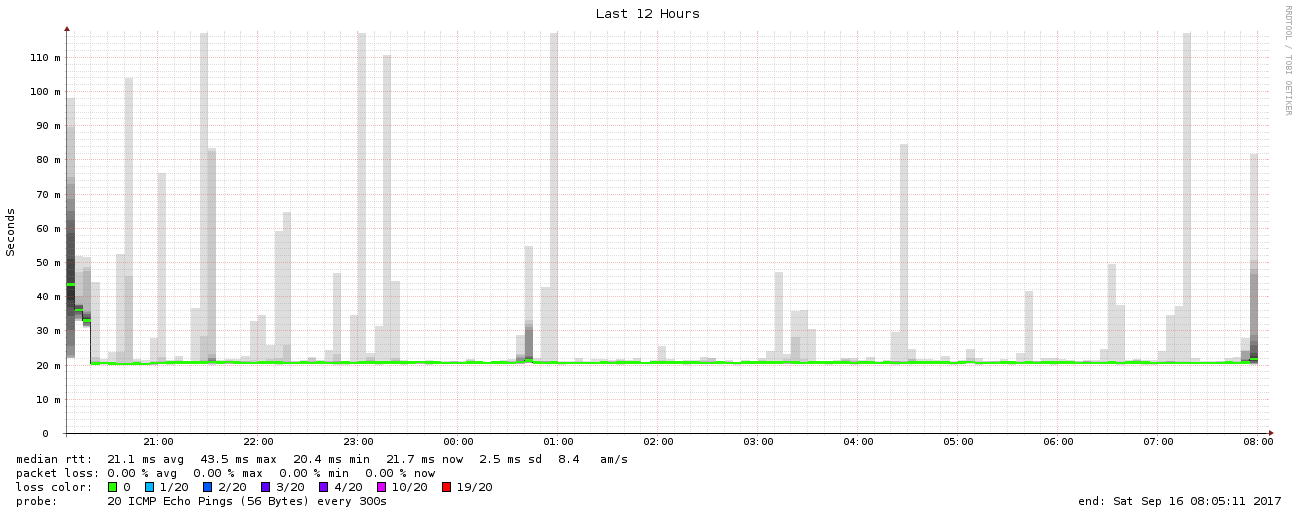 Last 12 Hours
RRDTOOL / TOBI OETIKER
Seconds
110 m
100 m
90 m
80 m
70 m
60 m
50 m
40 m
30 m
20 m
10 m
0
21:00 22:00 23:00 00:00 01:00 02:00 03:00 04:00 05:00 06:00 07:00 08:00
median rtt: 21.1 ms avg 43.5 ms max 20.4 ms min 21.7 ms now 2.5 ms sd 8.4 am/s
packet loss: 0.00 % avg 0.00 % max 0.00 % min 0.00 % now
loss color: 0 1/20 2/20 3/20 4/20 10/20 19/20
probe: 20 ICMP Echo Pings (56 Bytes) every 300s end: Sat Sep 16 08:05:11 2017